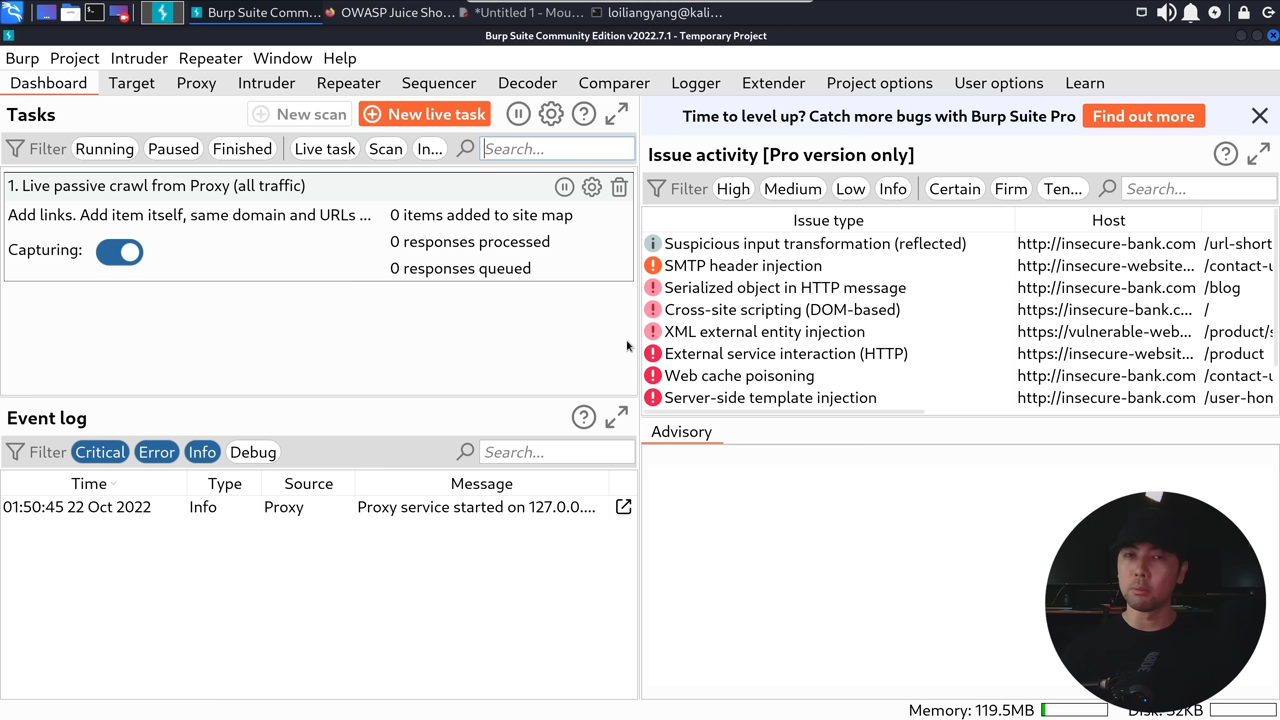 Burp Suite Comm...
OWASP Juice Sho...
*Untitled 1 - Mou...
loiliangyang@kali...
Burp Suite Community Edition v2022.7.1 - Temporary Project
Burp Project Intruder Repeater Window Help
Dashboard Target Proxy Intruder Repeater Sequencer Decoder Comparer Logger Extender Project options User options Learn
Tasks
New scan
New live task
Filter Running Paused Finished Live task Scan In... Search...
1. Live passive crawl from Proxy (all traffic)
Add links. Add item itself, same domain and URLs ...
0 items added to site map
Capturing:
0 responses processed
0 responses queued
Event log
Filter Critical Error Info Debug Search...
Time Type Source Message
01:50:45 22 Oct 2022 Info Proxy Proxy service started on 127.0.0....
Time to level up? Catch more bugs with Burp Suite Pro
Find out more
Issue activity [Pro version only]
Filter High Medium Low Info Certain Firm Ten... Search...
Issue type Host
Suspicious input transformation (reflected) http://insecure-bank.com /url-short
SMTP header injection http://insecure-website... /contact-u
Serialized object in HTTP message http://insecure-bank.com /blog
Cross-site scripting (DOM-based) https://insecure-bank.c... /
XML external entity injection https://vulnerable-web... /product/s
External service interaction (HTTP) https://insecure-websit... /product
Web cache poisoning http://insecure-bank.com /contact-u
Server-side template injection http://insecure-bank.com /user-hon
Advisory
Memory: 119.5MB
Disk: 32KB